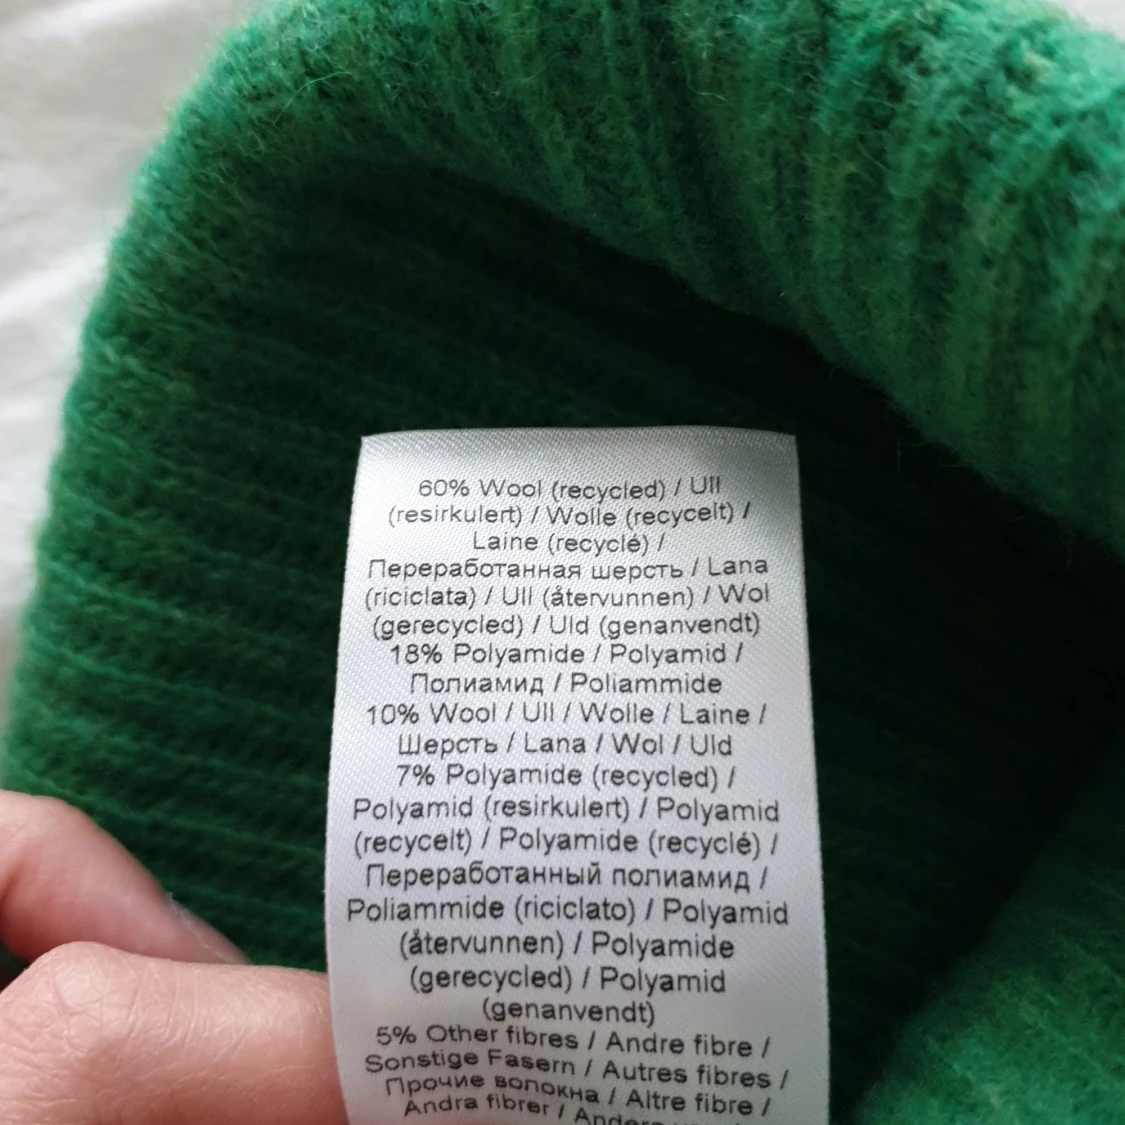 60% Wool (recycled) / Ull
(resirkulert) / Wolle (recycelt) /
Laine (recyclé) /
Переработанная шерсть / Lana
(riciclata) / Ull (återvunnen) / Wol
(gerecycled) / Uld (genanvendt)
18% Polyamide / Polyamid /
Полиамид / Poliammide
10% Wool / Ull / Wolle / Laine /
Шерсть / Lana / Wol / Uld
7% Polyamide (recycled) /
Polyamid (resirkulert) / Polyamid
(recycelt) / Polyamide (recyclé) /
Переработанный полиамид /
Poliammide (riciclato) / Polyamid
(återvunnen) / Polyamide
(gerecycled) / Polyamid
(genanvendt)
5% Other fibres / Andre fibre /
Sonstige Fasern / Autres fibres /
Прочие волокна / Altre fibre /
Andra fibrer /